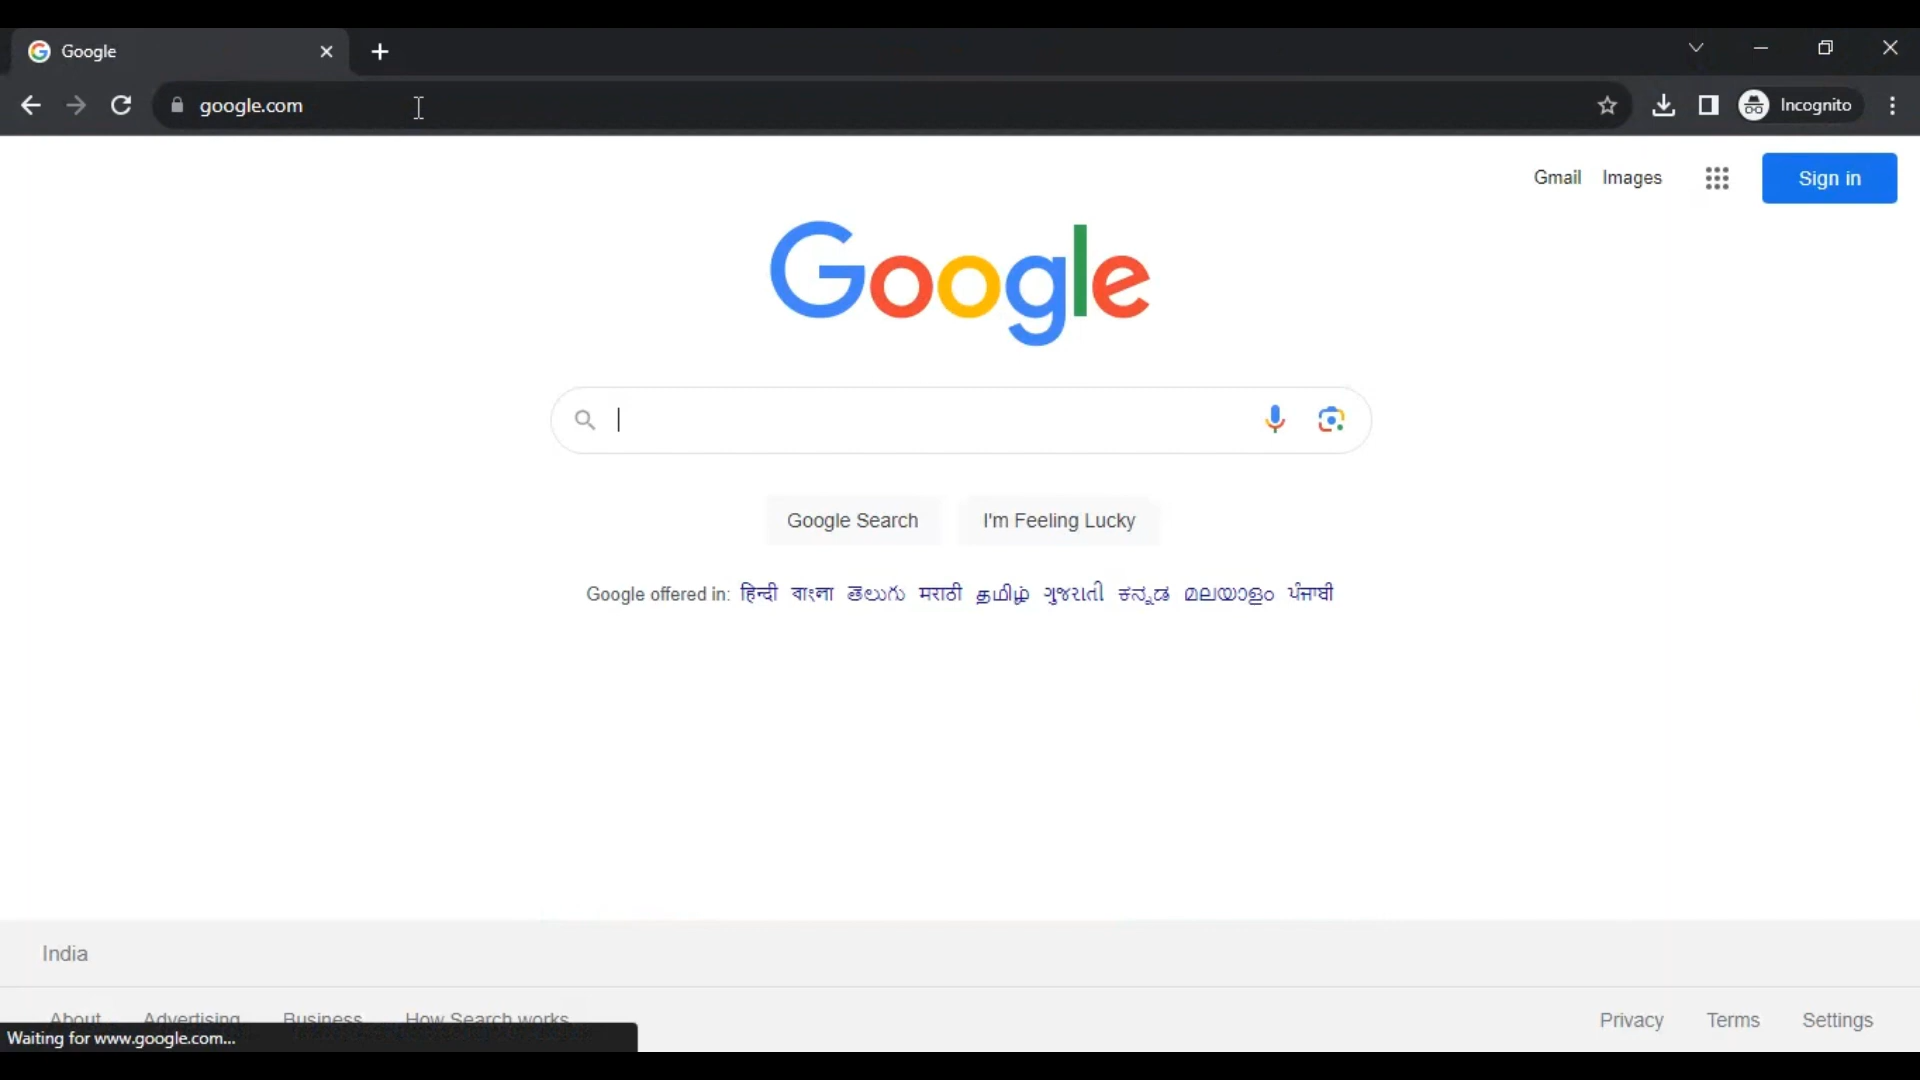 Google
google.com
Incognito
Gmail Images Sign in
Google
Google Search I'm Feeling Lucky
Google offered in: हिन्दी বাংলা తెలుగు मराठी தமிழ் ગુજરાતી ಕನ್ನಡ മലയാളം ਪੰਜਾਬੀ
India
About Advertising Business How Search works Privacy Terms Settings
Waiting for www.google.com...